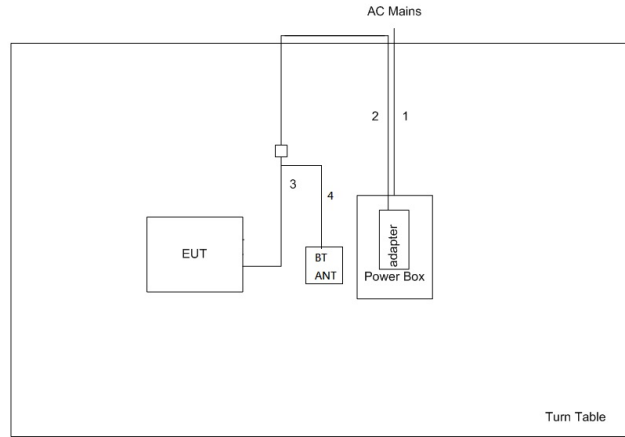 AC Mains
2
1
3
4
EUT
BT
ANT
adapter
Power Box
Turn Table